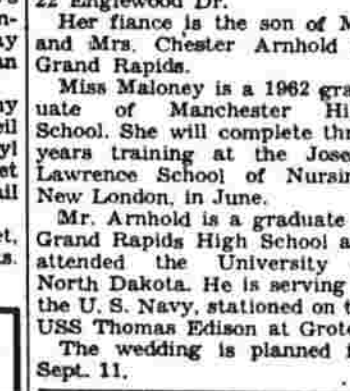 22 Englewood Dr.
Her fiance is the son of M
and Mrs. Chester Arnhold
Grand Rapids.
Miss Maloney is a 1962 gra
uate of Manchester Hi
School. She will complete thr
years training at the Jose
Lawrence School of Nursin
New London, in June.
Mr. Arnhold is a graduate
Grand Rapids High School a
attended the University
North Dakota. He is serving
the U. S. Navy, stationed on t
USS Thomas Edison at Grot
The wedding is planned f
Sept. 11.